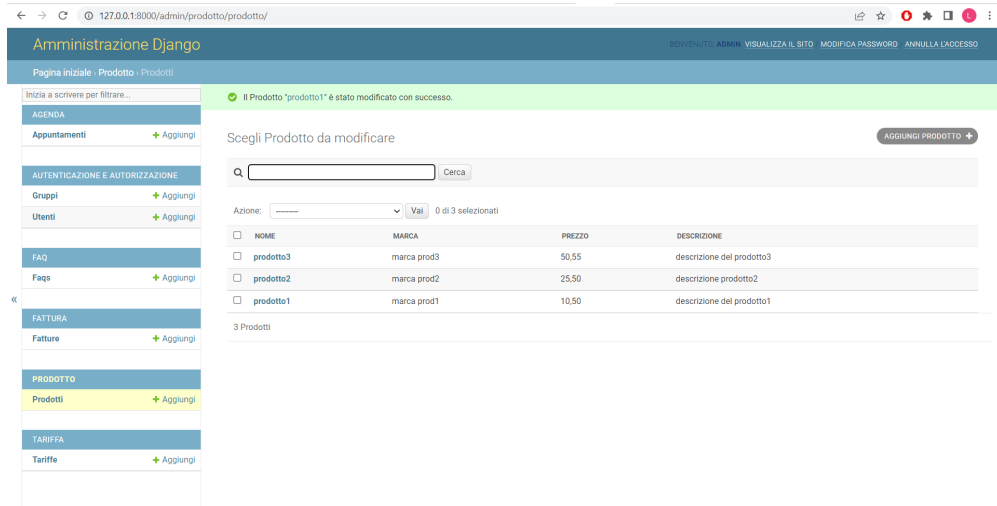 127.0.0.1:8000/admin/prodotto/prodotto/
L
Amministrazione Django
BENVENUTO, ADMIN. VISUALIZZA IL SITO MODIFICA PASSWORD ANNULLA L'ACCESSO
Pagina iniziale › Prodotto › Prodotti
Inizia a scrivere per filtrare...
AGENDA
Appuntamenti + Aggiungi
AUTENTICAZIONE E AUTORIZZAZIONE
Gruppi + Aggiungi
Utenti + Aggiungi
FAQ
Faqs + Aggiungi
«
FATTURA
Fatture + Aggiungi
PRODOTTO
Prodotti + Aggiungi
TARIFFA
Tariffe + Aggiungi
Il Prodotto "prodotto1" è stato modificato con successo.
Scegli Prodotto da modificare
AGGIUNGI PRODOTTO +
Cerca
Azione: --------- Vai 0 di 3 selezionati
NOME MARCA PREZZO DESCRIZIONE
prodotto3 marca prod3 50,55 descrizione del prodotto3
prodotto2 marca prod2 25,50 descrizione prodotto2
prodotto1 marca prod1 10,50 descrizione del prodotto1
3 Prodotti